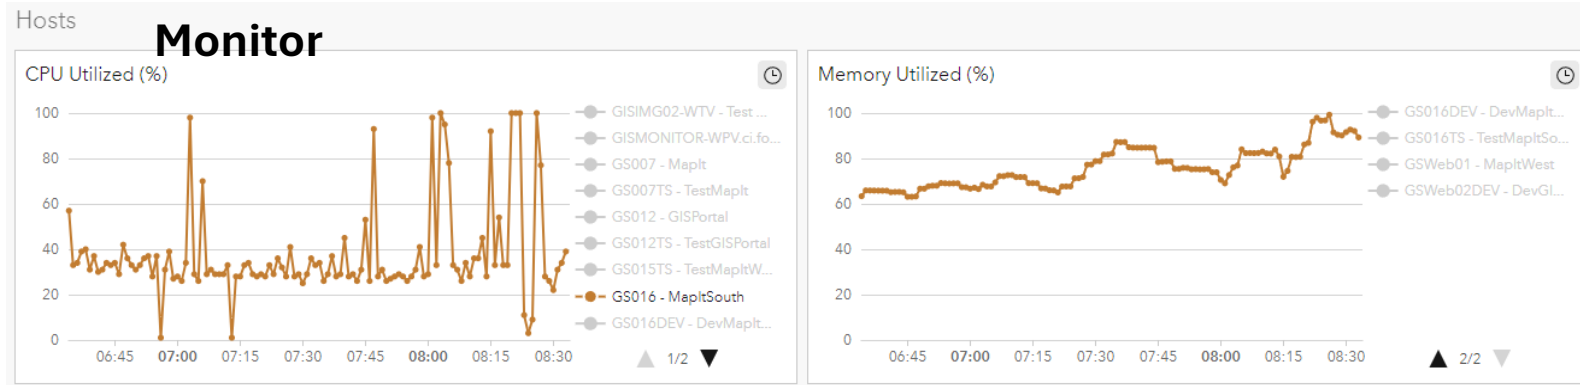 Hosts
Monitor
CPU Utilized (%)
100
80
60
40
20
0
06:45 07:00 07:15 07:30 07:45 08:00 08:15 08:30
GISIMG02-WTV - Test ...
GISMONITOR-WPV.ci.fo...
GS007 - MapIt
GS007TS - TestMapIt
GS012 - GISPortal
GS012TS - TestGISPortal
GS015TS - TestMapItW...
GS016 - MapItSouth
GS016DEV - DevMapIt...
1/2
Memory Utilized (%)
100
80
60
40
20
0
06:45 07:00 07:15 07:30 07:45 08:00 08:15 08:30
GS016DEV - DevMapIt...
GS016TS - TestMapItSo...
GSWeb01 - MapItWest
GSWeb02DEV - DevGI...
2/2